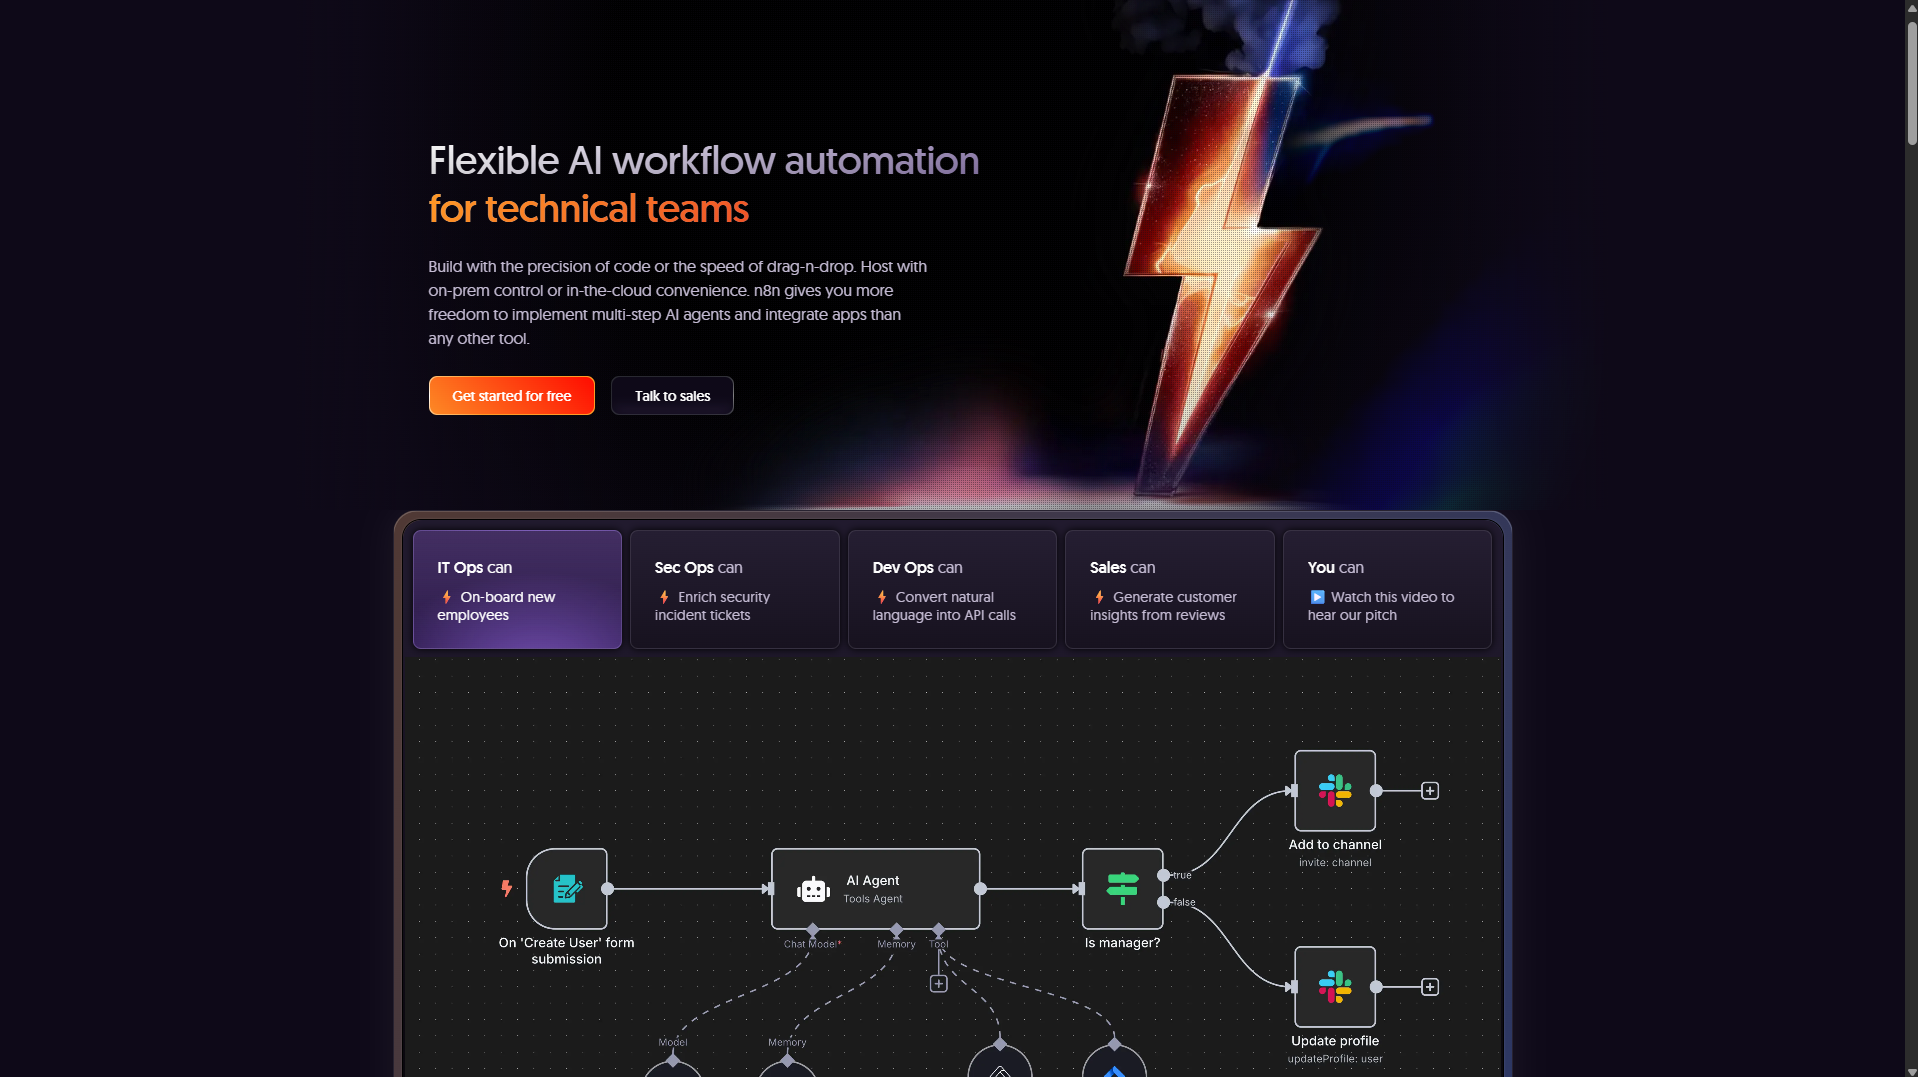 Flexible AI workflow automation
for technical teams
Build with the precision of code or the speed of drag-n-drop. Host with
on-prem control or in-the-cloud convenience. n8n gives you more
freedom to implement multi-step AI agents and integrate apps than
any other tool.
Get started for free
Talk to sales
IT Ops can
On-board new
employees
Sec Ops can
Enrich security
incident tickets
Dev Ops can
Convert natural
language into API calls
Sales can
Generate customer
insights from reviews
You can
Watch this video to
hear our pitch
On 'Create User' form
submission
AI Agent
Tools Agent
Chat Model*
Memory
Tool
Is manager?
true
false
Add to channel
invite: channel
Update profile
updateProfile: user
Model
Memory